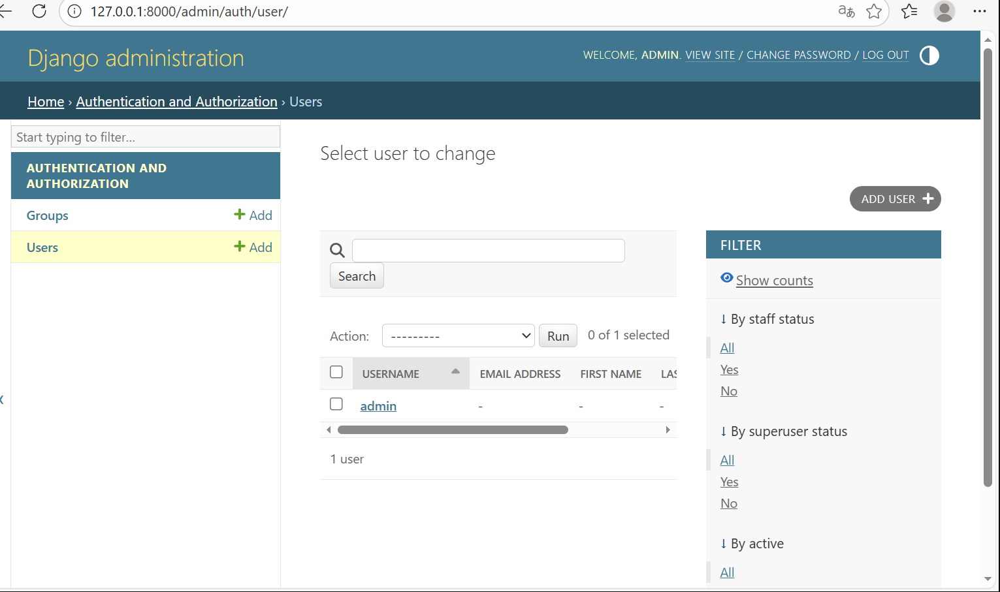 127.0.0.1:8000/admin/auth/user/
Django administration
WELCOME, ADMIN. VIEW SITE / CHANGE PASSWORD / LOG OUT
Home › Authentication and Authorization › Users
Start typing to filter...
AUTHENTICATION AND
AUTHORIZATION
Groups + Add
Users + Add
Select user to change
ADD USER +
Search
Action: --------- Run 0 of 1 selected
USERNAME EMAIL ADDRESS FIRST NAME LAS
admin - - -
1 user
FILTER
Show counts
↓ By staff status
All
Yes
No
↓ By superuser status
All
Yes
No
↓ By active
All